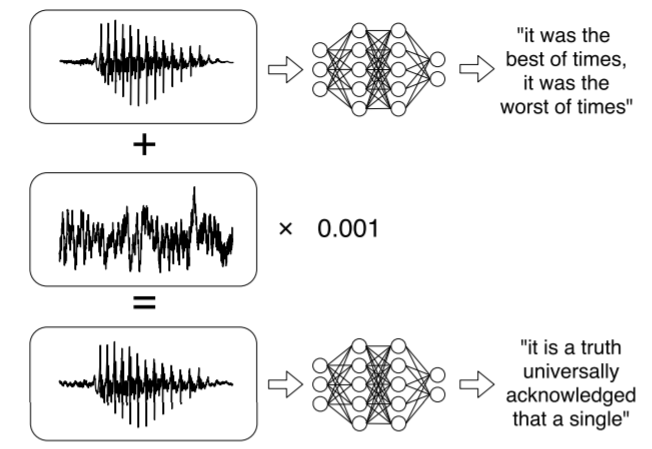 "it was the
best of times,
it was the
worst of times"
+
× 0.001
=
"it is a truth
universally
acknowledged
that a single"